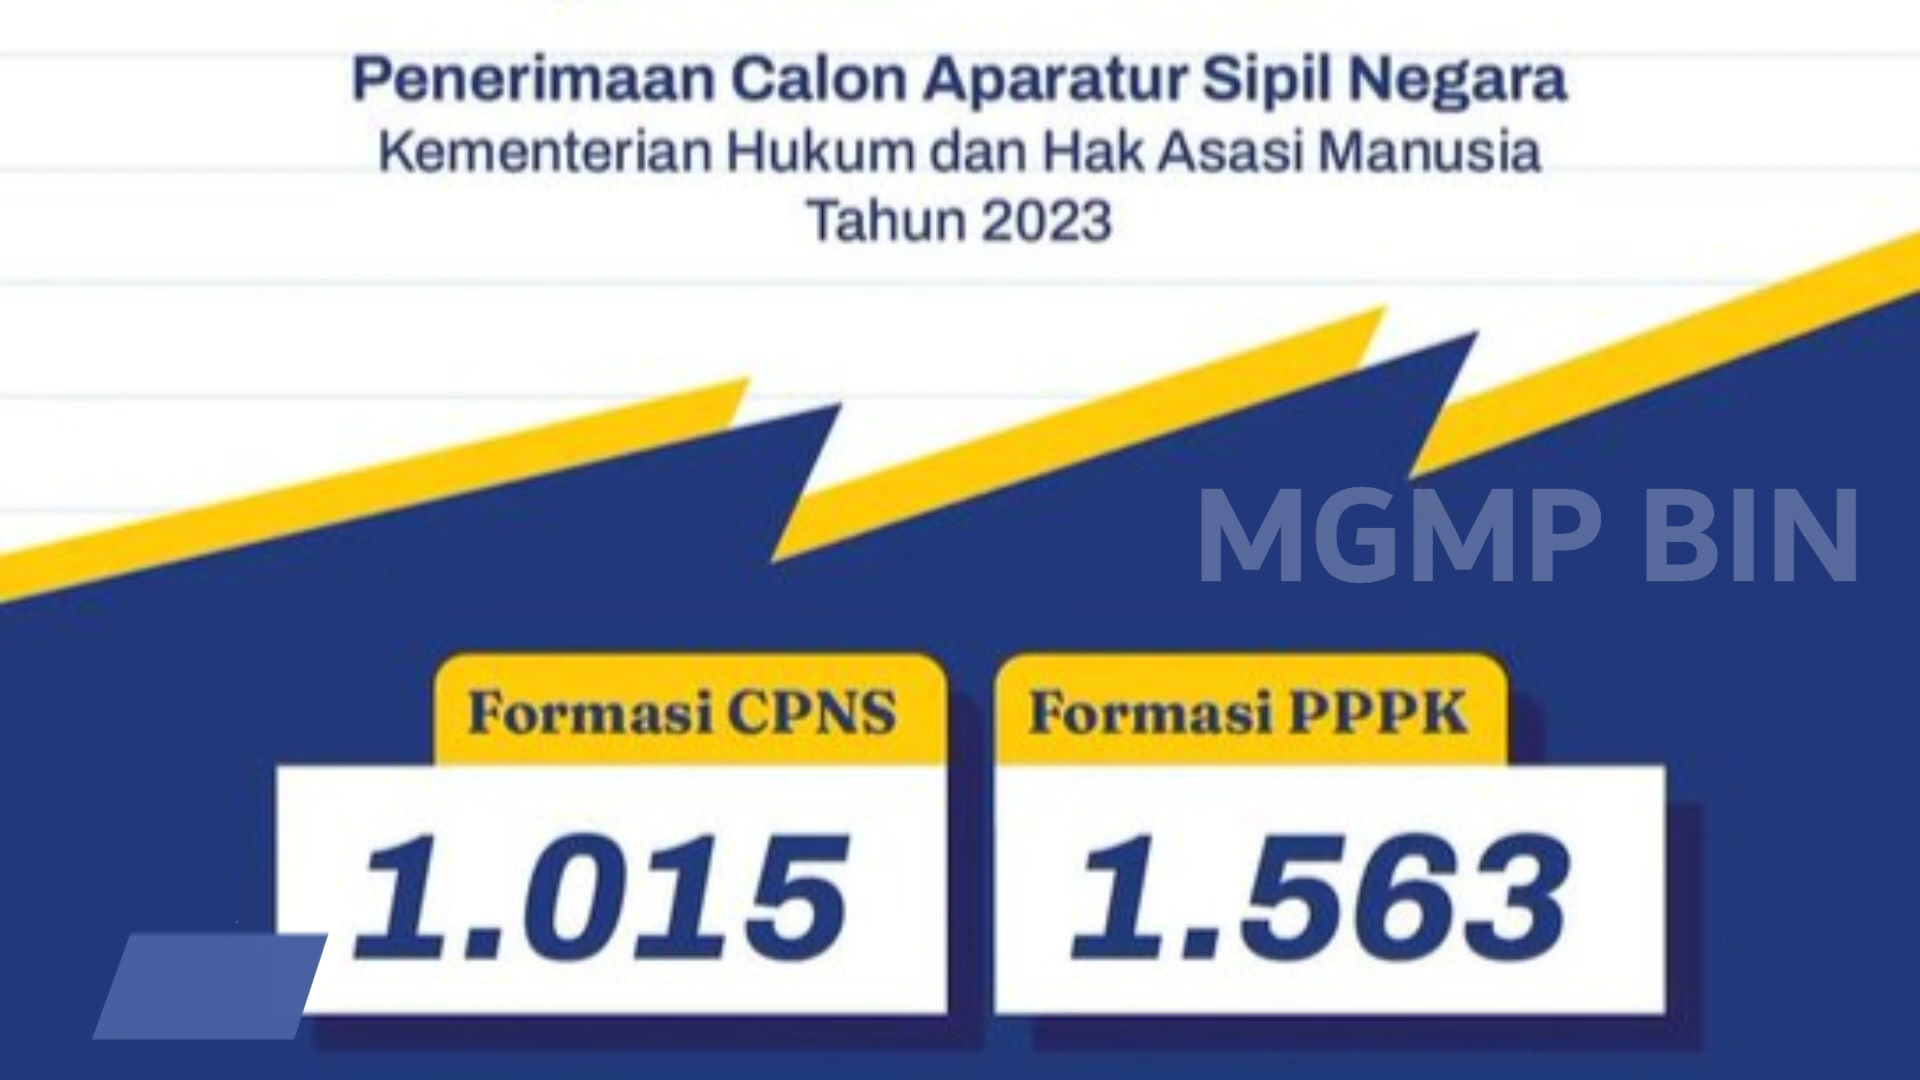 Penerimaan Calon Aparatur Sipil Negara
Kementerian Hukum dan Hak Asasi Manusia
Tahun 2023
MGMP BIN
Formasi CPNS
1.015
Formasi PPPK
1.563